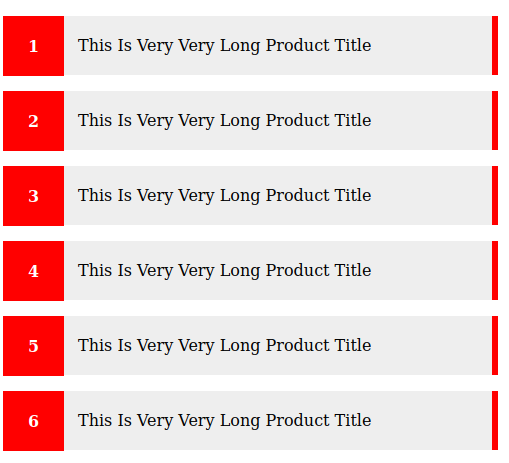 1 This Is Very Very Long Product Title
2 This Is Very Very Long Product Title
3 This Is Very Very Long Product Title
4 This Is Very Very Long Product Title
5 This Is Very Very Long Product Title
6 This Is Very Very Long Product Title